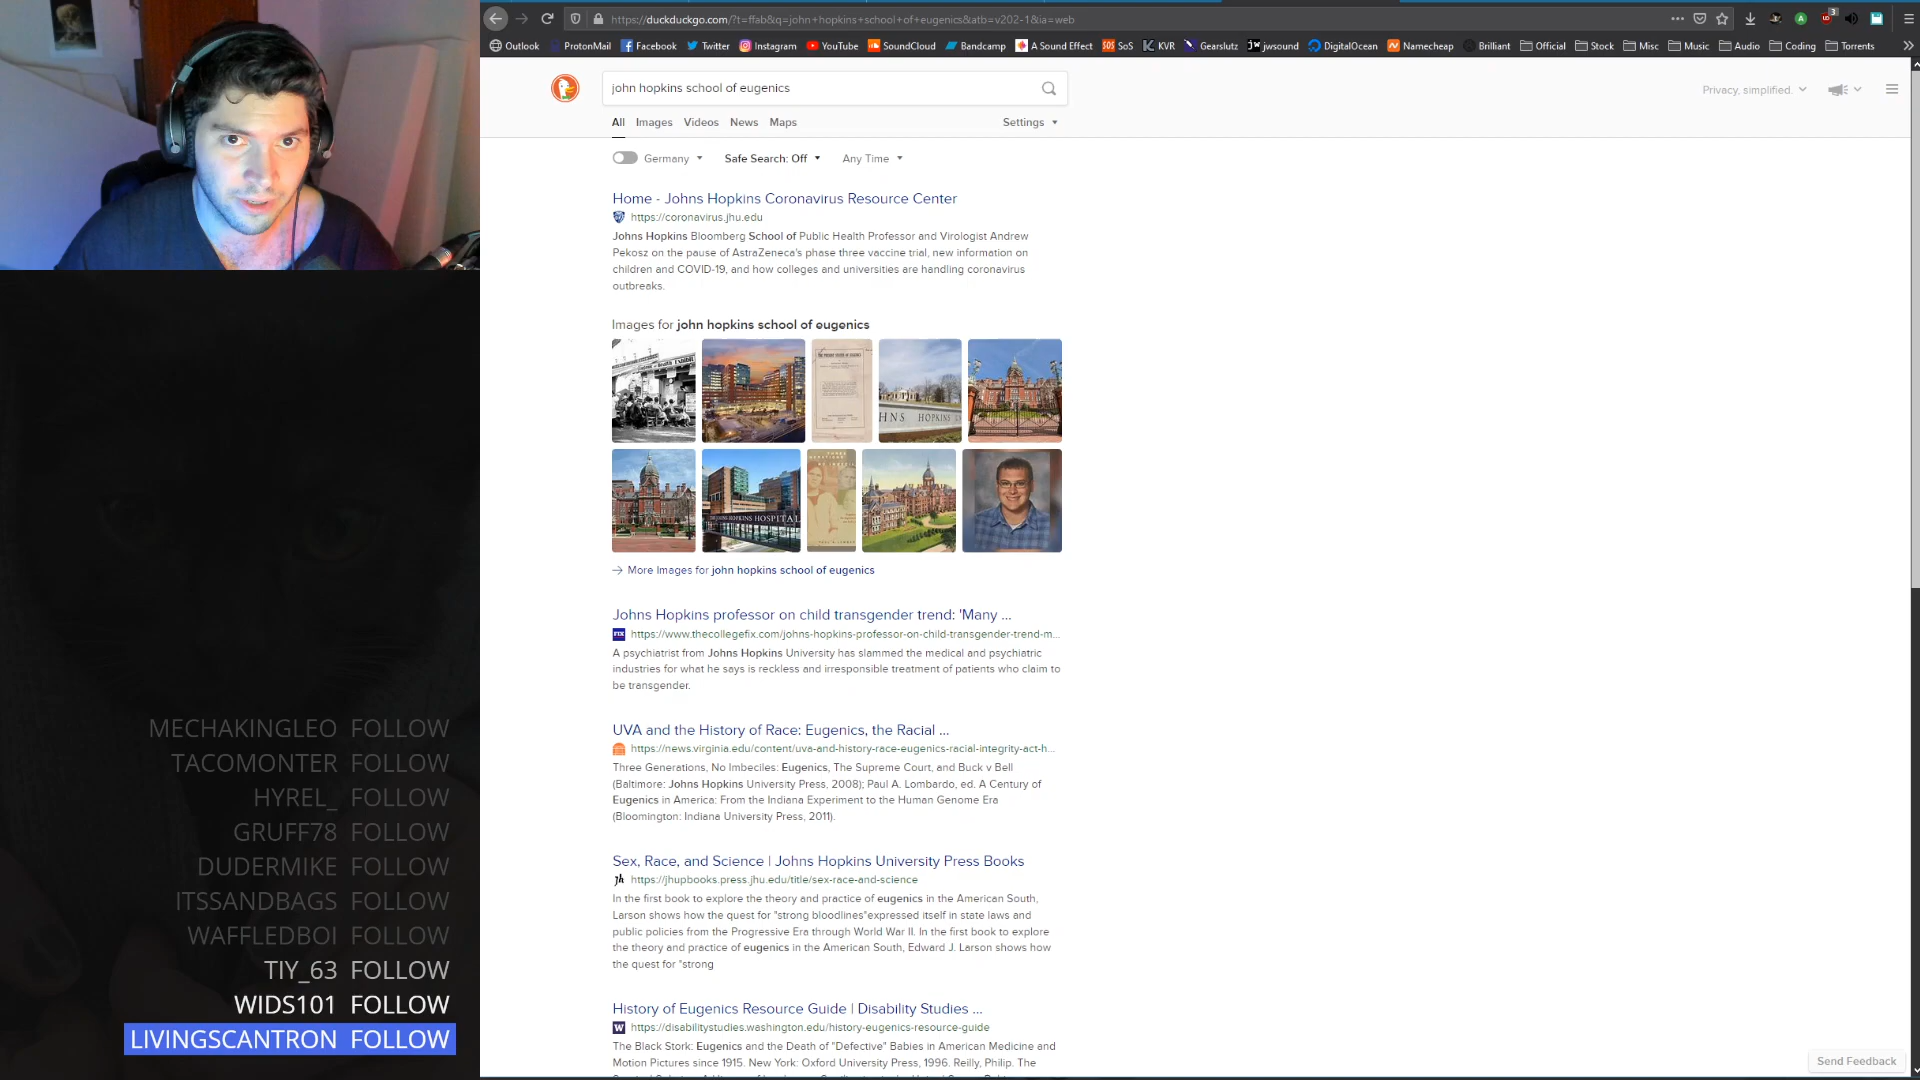 https://duckduckgo.com/?t=ffab&q=john+hopkins+school+of+eugenics&atb=v202-1&ia=web
3
Outlook ProtonMail Facebook Twitter Instagram YouTube SoundCloud Bandcamp A Sound Effect SOS SoS KVR Gearslutz jwsound DigitalOcean Namecheap Brilliant Official Stock Misc Music Audio Coding Torrents
john hopkins school of eugenics
Privacy, simplified.
All Images Videos News Maps Settings
Germany Safe Search: Off Any Time
Home - Johns Hopkins Coronavirus Resource Center
https://coronavirus.jhu.edu
Johns Hopkins Bloomberg School of Public Health Professor and Virologist Andrew
Pekosz on the pause of AstraZeneca's phase three vaccine trial, new information on
children and COVID-19, and how colleges and universities are handling coronavirus
outbreaks.
Images for john hopkins school of eugenics
HNS HOPKINS
HOPKINS HOSPITAL
More Images for john hopkins school of eugenics
Johns Hopkins professor on child transgender trend: 'Many ...
FIX https://www.thecollegefix.com/johns-hopkins-professor-on-child-transgender-trend-m...
A psychiatrist from Johns Hopkins University has slammed the medical and psychiatric
industries for what he says is reckless and irresponsible treatment of patients who claim to
be transgender.
UVA and the History of Race: Eugenics, the Racial ...
https://news.virginia.edu/content/uva-and-history-race-eugenics-racial-integrity-act-h...
Three Generations, No Imbeciles: Eugenics, The Supreme Court, and Buck v Bell
(Baltimore: Johns Hopkins University Press, 2008); Paul A. Lombardo, ed. A Century of
Eugenics in America: From the Indiana Experiment to the Human Genome Era
(Bloomington: Indiana University Press, 2011).
Sex, Race, and Science | Johns Hopkins University Press Books
jh https://jhupbooks.press.jhu.edu/title/sex-race-and-science
In the first book to explore the theory and practice of eugenics in the American South,
Larson shows how the quest for "strong bloodlines"expressed itself in state laws and
public policies from the Progressive Era through World War II. In the first book to explore
the theory and practice of eugenics in the American South, Edward J. Larson shows how
the quest for "strong
History of Eugenics Resource Guide | Disability Studies ...
W https://disabilitystudies.washington.edu/history-eugenics-resource-guide
The Black Stork: Eugenics and the Death of "Defective" Babies in American Medicine and
Motion Pictures since 1915. New York: Oxford University Press, 1996. Reilly, Philip. The
Send Feedback
MECHAKINGLEO FOLLOW
TACOMONTER FOLLOW
HYREL_ FOLLOW
GRUFF78 FOLLOW
DUDERMIKE FOLLOW
ITSSANDBAGS FOLLOW
WAFFLEDBOI FOLLOW
TIY_63 FOLLOW
WIDS101 FOLLOW
LIVINGSCANTRON FOLLOW